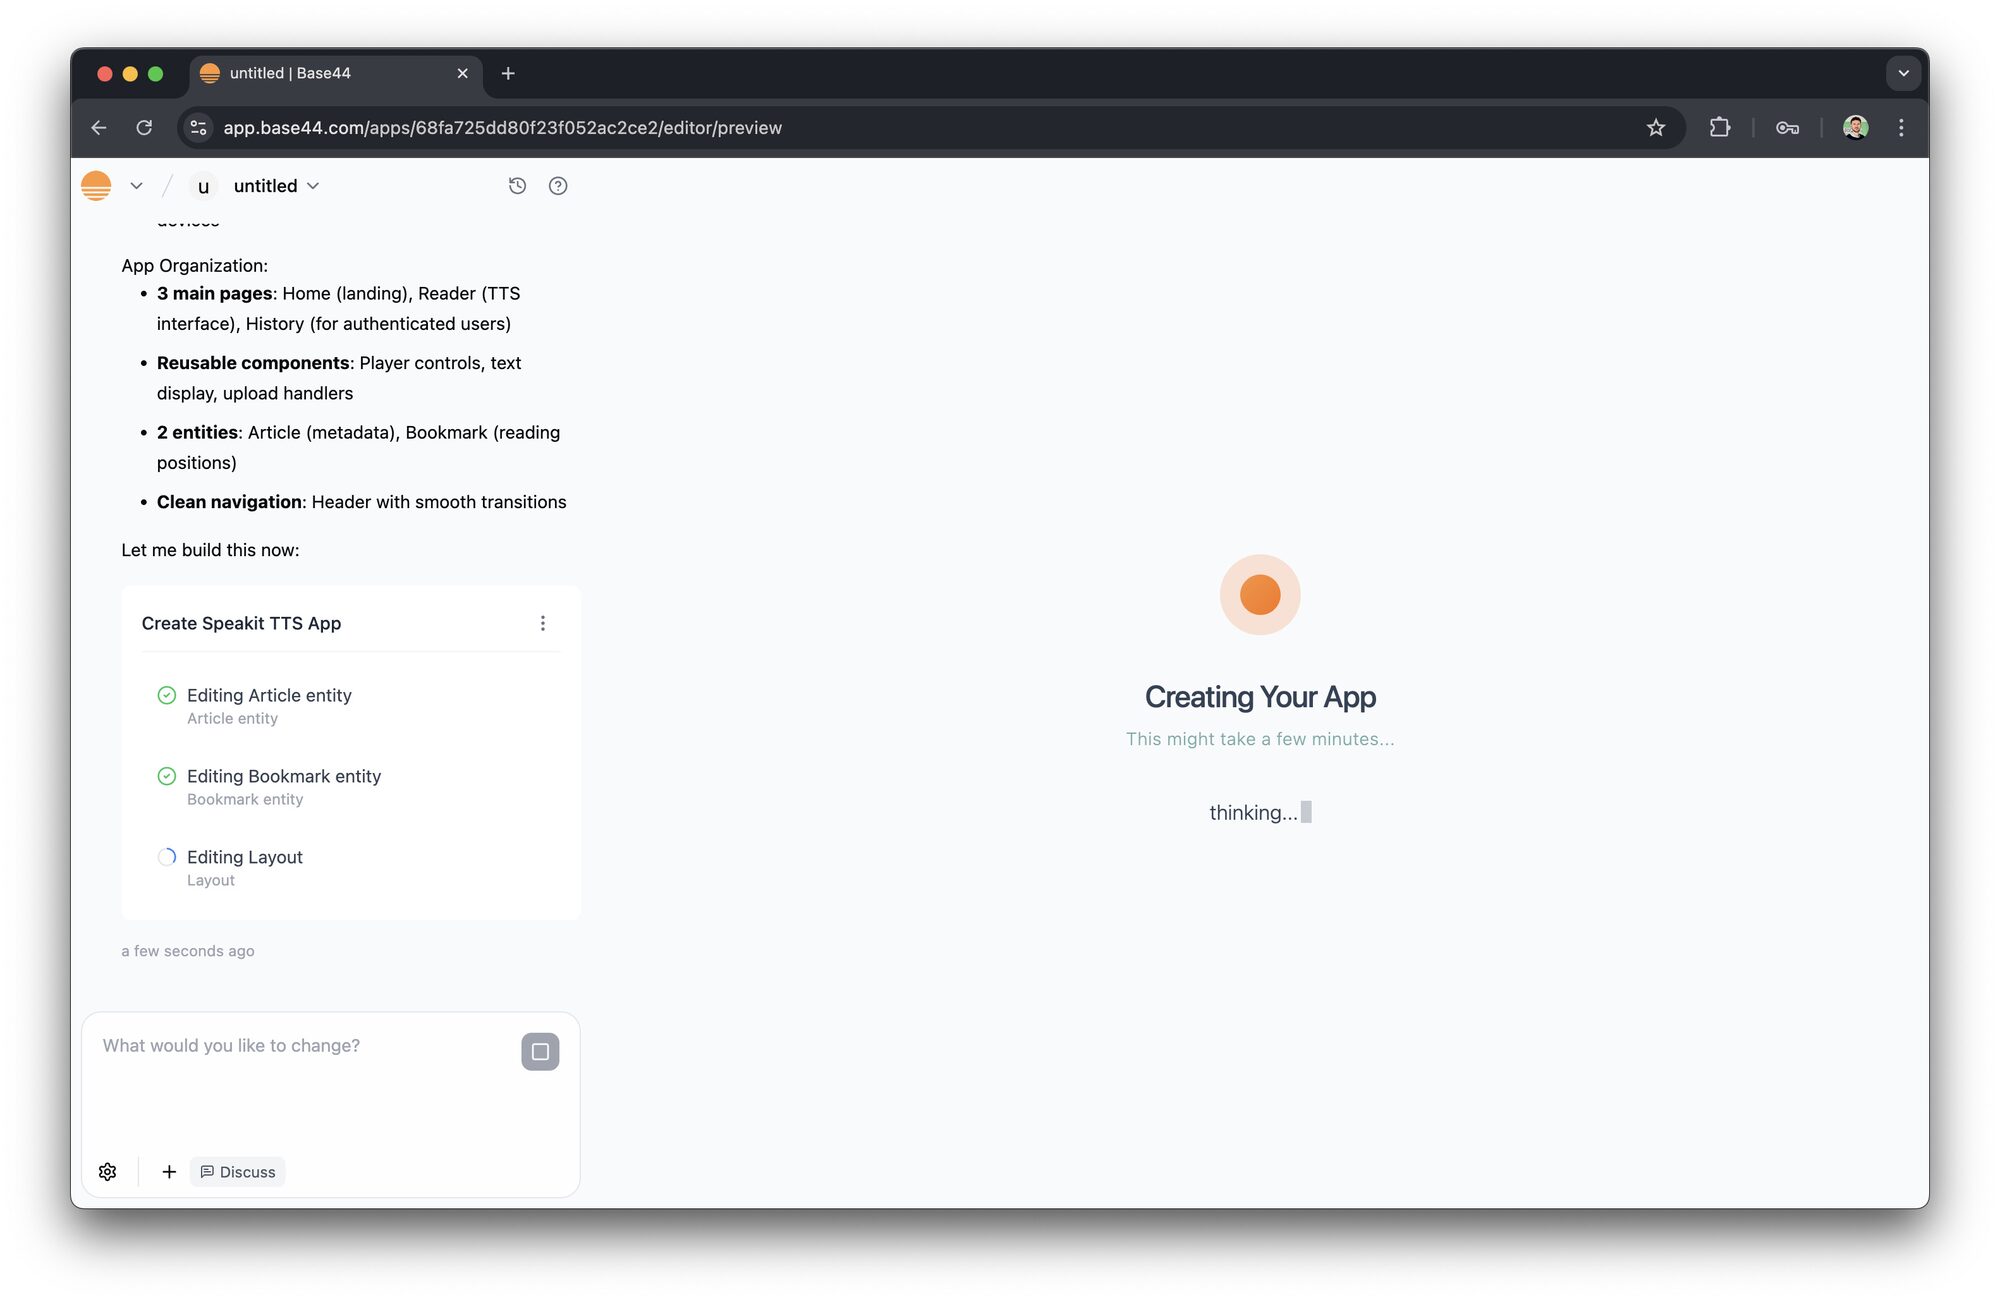 untitled | Base44
app.base44.com/apps/68fa725dd80f23f052ac2ce2/editor/preview
u untitled
devices
App Organization:
• 3 main pages: Home (landing), Reader (TTS
interface), History (for authenticated users)
• Reusable components: Player controls, text
display, upload handlers
• 2 entities: Article (metadata), Bookmark (reading
positions)
• Clean navigation: Header with smooth transitions
Let me build this now:
Create Speakit TTS App
Editing Article entity
Article entity
Editing Bookmark entity
Bookmark entity
Editing Layout
Layout
a few seconds ago
What would you like to change?
Discuss
Creating Your App
This might take a few minutes...
thinking...